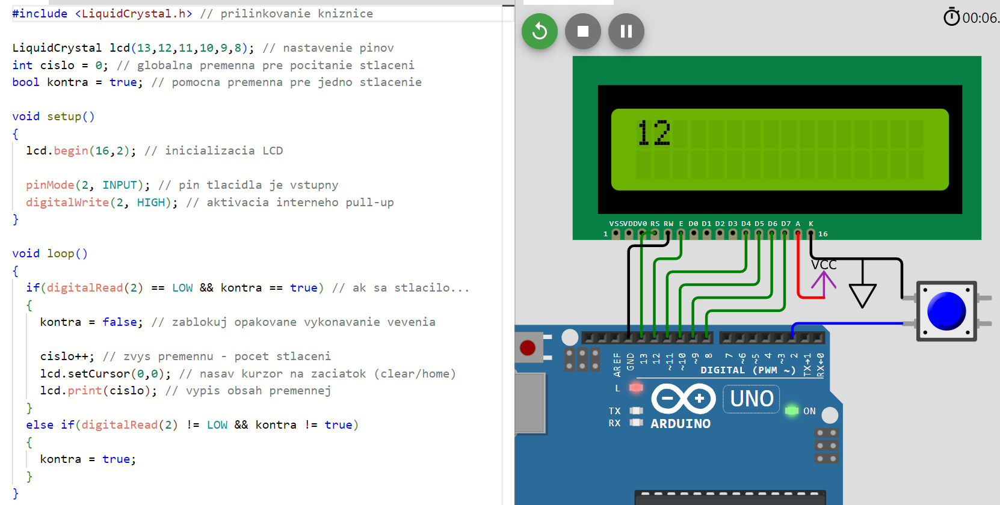 #include <LiquidCrystal.h> // prilinkovanie kniznice
LiquidCrystal lcd(13,12,11,10,9,8); // nastavenie pinov
int cislo = 0; // globalna premenna pre pocitanie stlaceni
bool kontra = true; // pomocna premenna pre jedno stlacenie
void setup()
{
lcd.begin(16,2); // inicializacia LCD
pinMode(2, INPUT); // pin tlacidla je vstupny
digitalWrite(2, HIGH); // aktivacia interneho pull-up
}
void loop()
{
if(digitalRead(2) == LOW && kontra == true) // ak sa stlacilo...
{
kontra = false; // zablokuj opakovane vykonavanie vevenia
cislo++; // zvys premennu - pocet stlaceni
lcd.setCursor(0,0); // nasav kurzor na zaciatok (clear/home)
lcd.print(cislo); // vypis obsah premennej
}
else if(digitalRead(2) != LOW && kontra != true)
{
kontra = true;
}
}
00:06.
12
VSS VDD V0 RS RW E D0 D1 D2 D3 D4 D5 D6 D7 A K
1 16
VCC
AREF GND 13 12 ~11 ~10 ~9 8 7 ~6 ~5 4 ~3 2 TX→1 RX←0
DIGITAL (PWM ~)
L
UNO
TX
RX
ON
ARDUINO